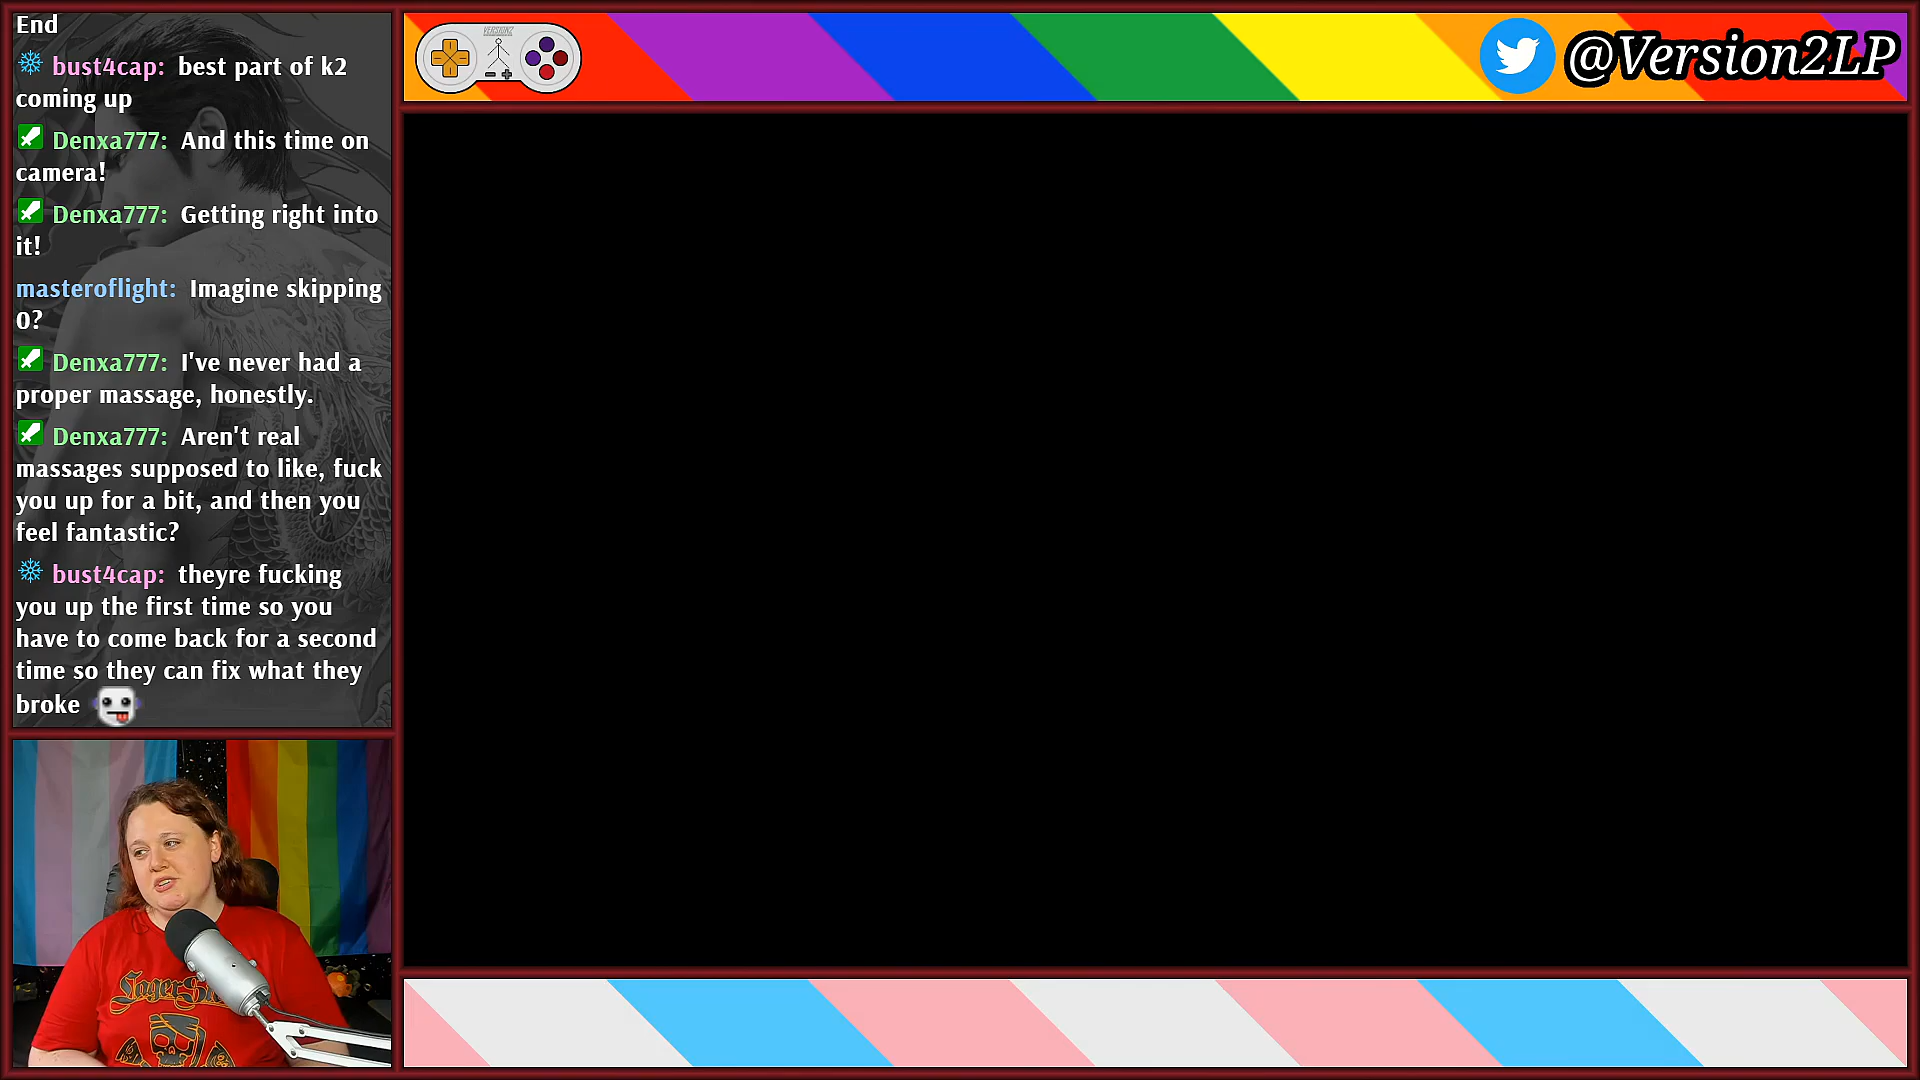 End
bust4cap: best part of k2
coming up
Denxa777: And this time on
camera!
Denxa777: Getting right into
it!
masteroflight: Imagine skipping
0?
Denxa777: I've never had a
proper massage, honestly.
Denxa777: Aren't real
massages supposed to like, fuck
you up for a bit, and then you
feel fantastic?
bust4cap: theyre fucking
you up the first time so you
have to come back for a second
time so they can fix what they
broke
VERSION2
@Version2LP